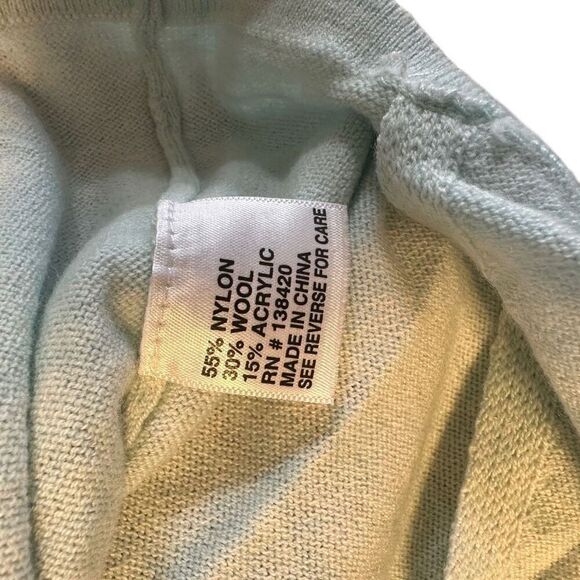 55% NYLON
30% WOOL
15% ACRYLIC
RN # 138420
MADE IN CHINA
SEE REVERSE FOR CARE